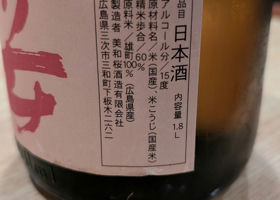 品目 日本酒 内容量 1.8L
アルコール分／15度
原材料名／米(国産)、米こうじ(国産米)
精米歩合／60%
原料米／雄町100%(広島県産)
製造者 美和桜酒造有限会社
広島県三次市三和町下板木二六二